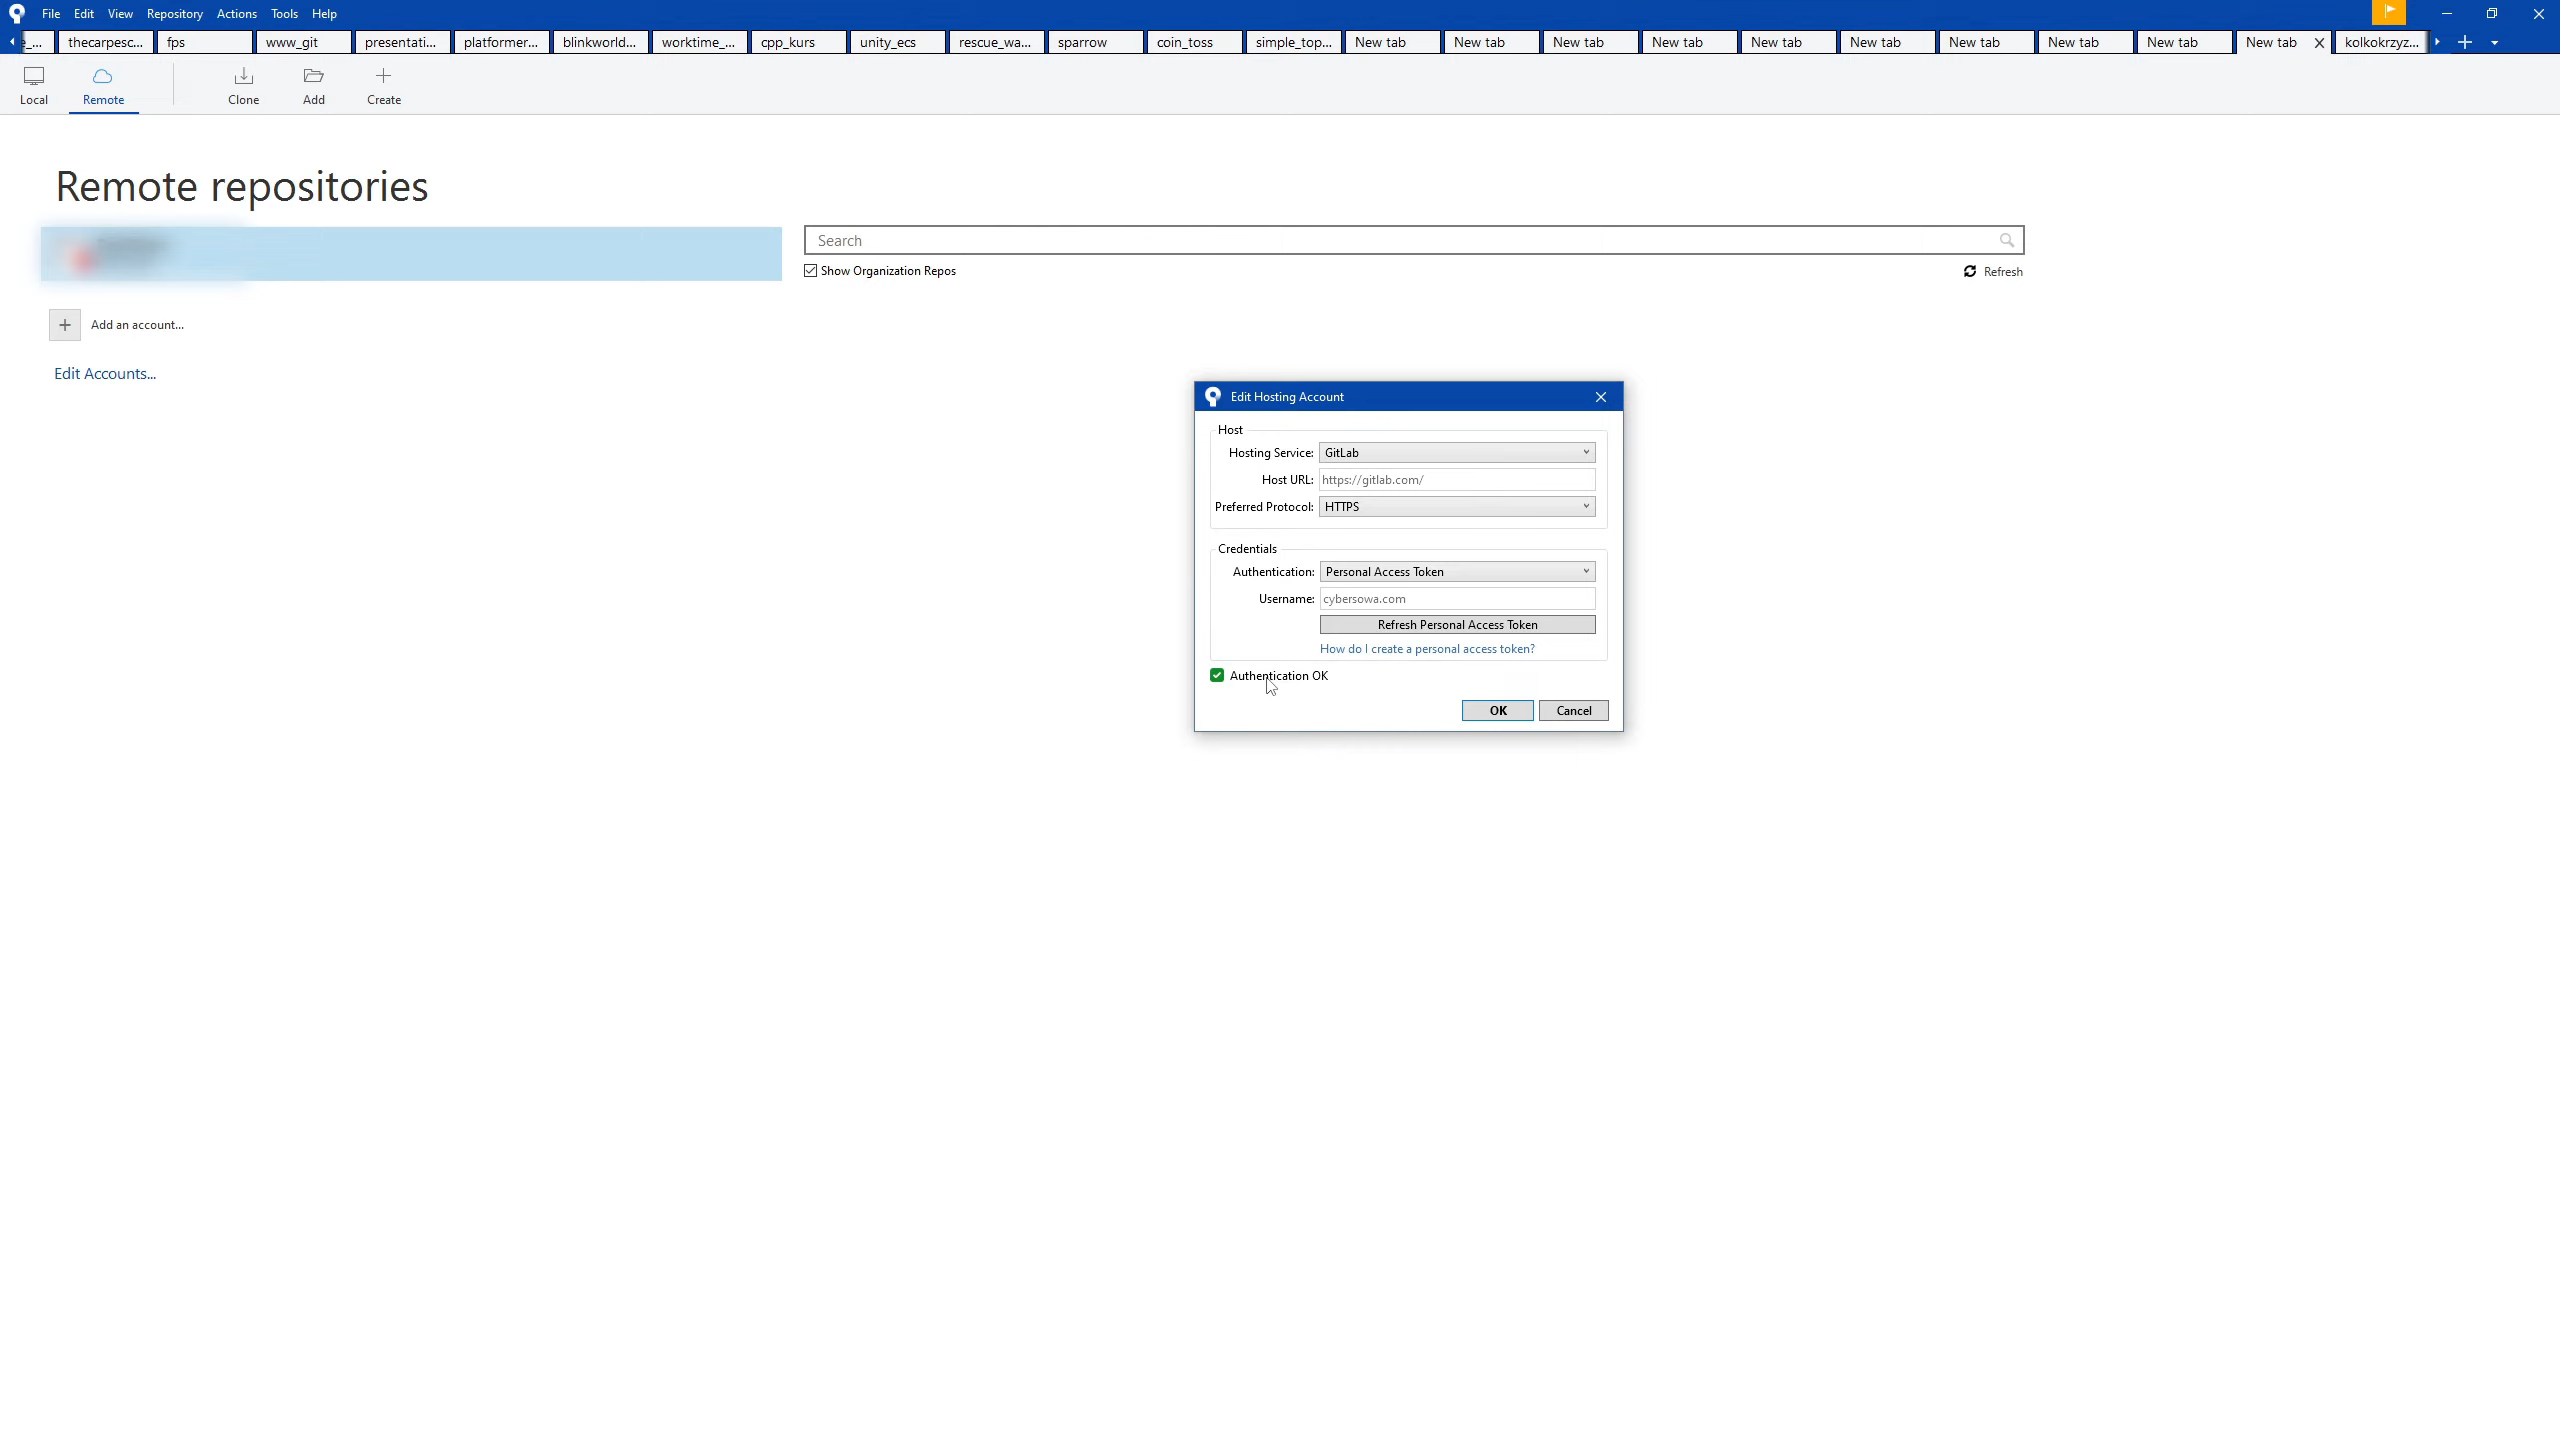 File Edit View Repository Actions Tools Help
e_... thecarpesc... fps www_git presentati... platformer... blinkworld... worktime_... cpp_kurs unity_ecs rescue_wa... sparrow coin_toss simple_top... New tab New tab New tab New tab New tab New tab New tab New tab New tab New tab kolkokrzyz...
Local Remote Clone Add Create
Remote repositories
Search
Show Organization Repos Refresh
Add an account...
Edit Accounts...
Edit Hosting Account
Host
Hosting Service: GitLab
Host URL: https://gitlab.com/
Preferred Protocol: HTTPS
Credentials
Authentication: Personal Access Token
Username: cybersowa.com
Refresh Personal Access Token
How do I create a personal access token?
Authentication OK
OK Cancel